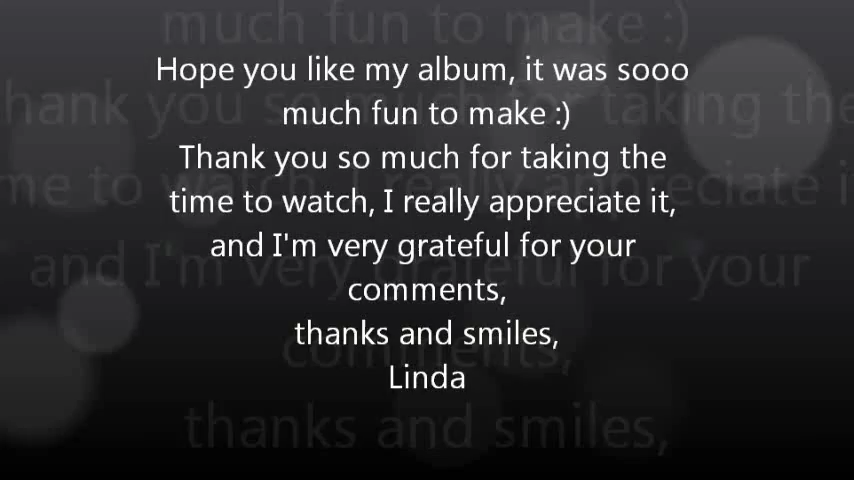 Hope you like my album, it was sooo
much fun to make :)
Thank you so much for taking the
time to watch, I really appreciate it,
and I'm very grateful for your
comments,
thanks and smiles,
Linda